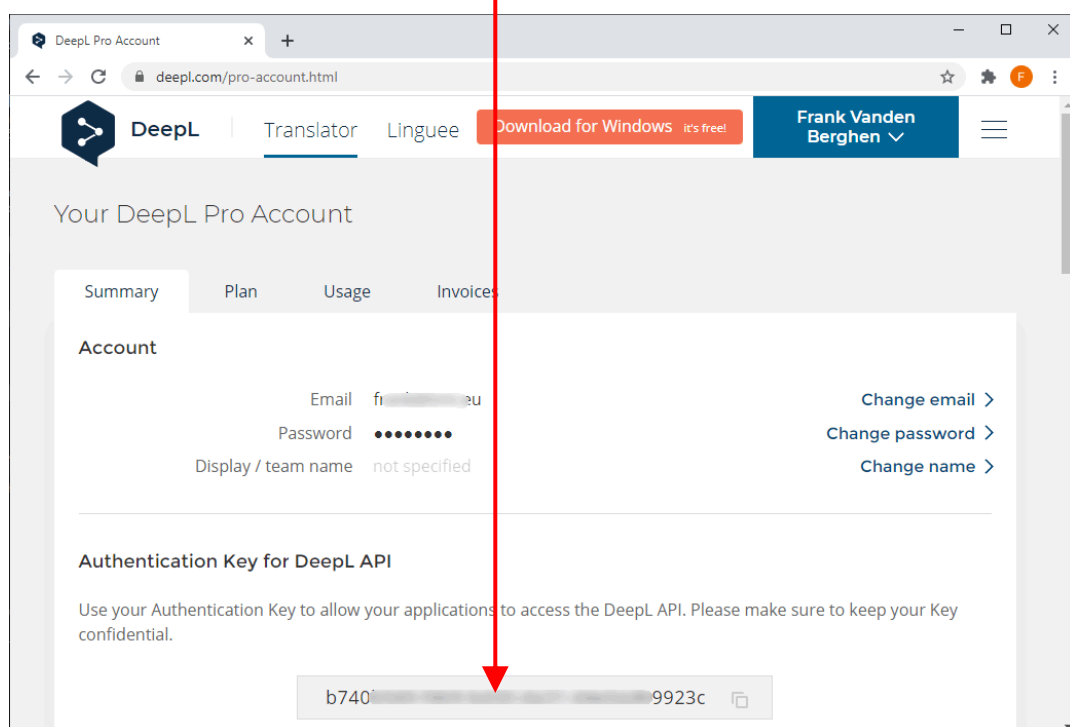 DeepL Pro Account
deepl.com/pro-account.html
F
DeepL Translator Linguee Download for Windows it's free!
Frank Vanden
Berghen
Your DeepL Pro Account
Summary Plan Usage Invoices
Account
Email
Change email
Password ••••••••
Change password
Display / team name not specified
Change name
Authentication Key for DeepL API
Use your Authentication Key to allow your applications to access the DeepL API. Please make sure to keep your Key
confidential.
b740 9923c